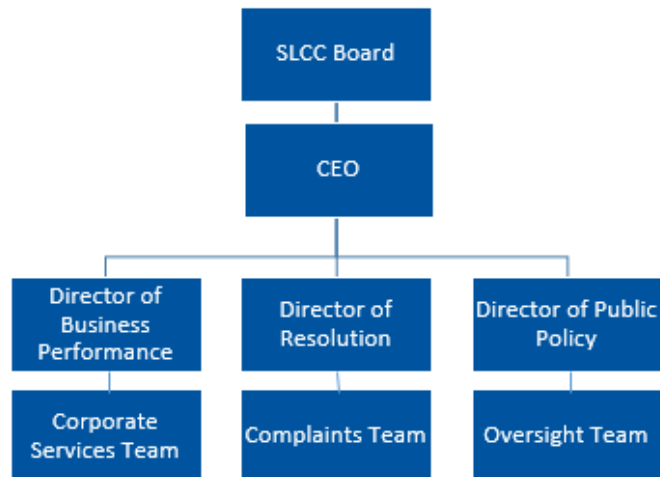 SLCC Board
CEO
Director of
Business
Performance
Director of
Resolution
Director of Public
Policy
Corporate
Services Team
Complaints Team
Oversight Team